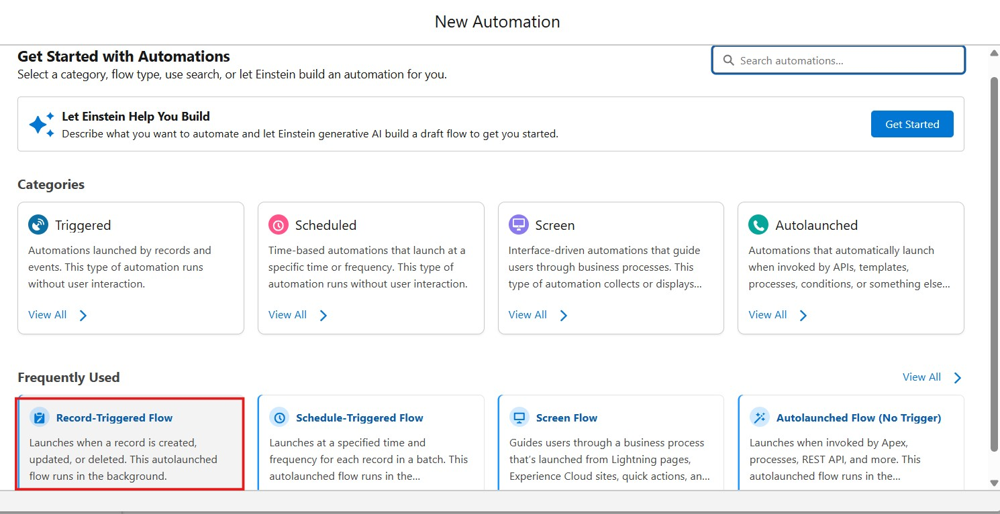 New Automation
Get Started with Automations
Select a category, flow type, use search, or let Einstein build an automation for you.
Search automations...
Let Einstein Help You Build
Describe what you want to automate and let Einstein generative AI build a draft flow to get you started.
Get Started
Categories
Triggered
Automations launched by records and
events. This type of automation runs
without user interaction.
View All
Scheduled
Time-based automations that launch at a
specific time or frequency. This type of
automation runs without user interaction.
View All
Screen
Interface-driven automations that guide
users through business processes. This
type of automation collects or displays...
View All
Autolaunched
Automations that automatically launch
when invoked by APIs, templates,
processes, conditions, or something else...
View All
Frequently Used
View All
Record-Triggered Flow
Launches when a record is created,
updated, or deleted. This autolaunched
flow runs in the background.
Schedule-Triggered Flow
Launches at a specified time and
frequency for each record in a batch. This
autolaunched flow runs in the...
Screen Flow
Guides users through a business process
that's launched from Lightning pages,
Experience Cloud sites, quick actions, an...
Autolaunched Flow (No Trigger)
Launches when invoked by Apex,
processes, REST API, and more. This
autolaunched flow runs in the...